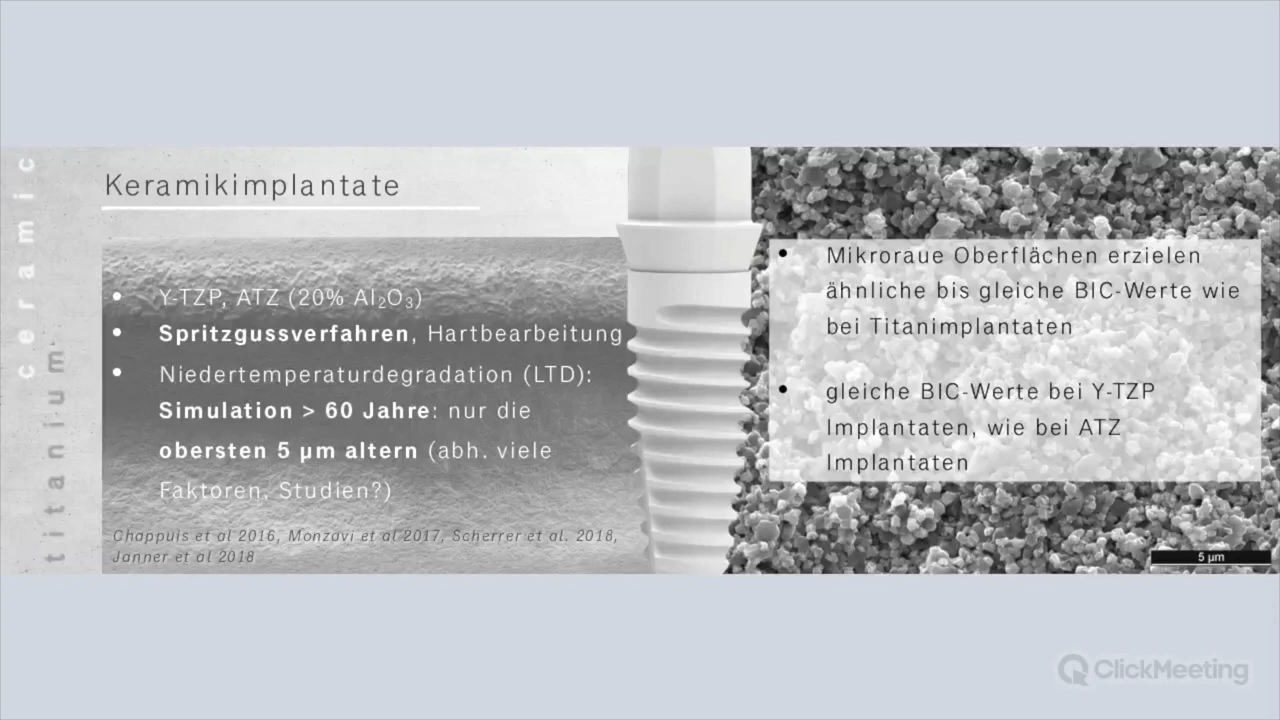 ceramic
titanium
Keramikimplantate
• Y-TZP, ATZ (20% Al₂O₃)
• Spritzgussverfahren, Hartbearbeitung
• Niedertemperaturdegradation (LTD):
Simulation > 60 Jahre: nur die
obersten 5 µm altern (abh. viele
Faktoren, Studien?)
Chappuis et al 2016, Monzavi et al 2017, Scherrer et al. 2018,
Janner et al 2018
• Mikroraue Oberflächen erzielen
ähnliche bis gleiche BIC-Werte wie
bei Titanimplantaten
• gleiche BIC-Werte bei Y-TZP
Implantaten, wie bei ATZ
Implantaten
5 µm
ClickMeeting